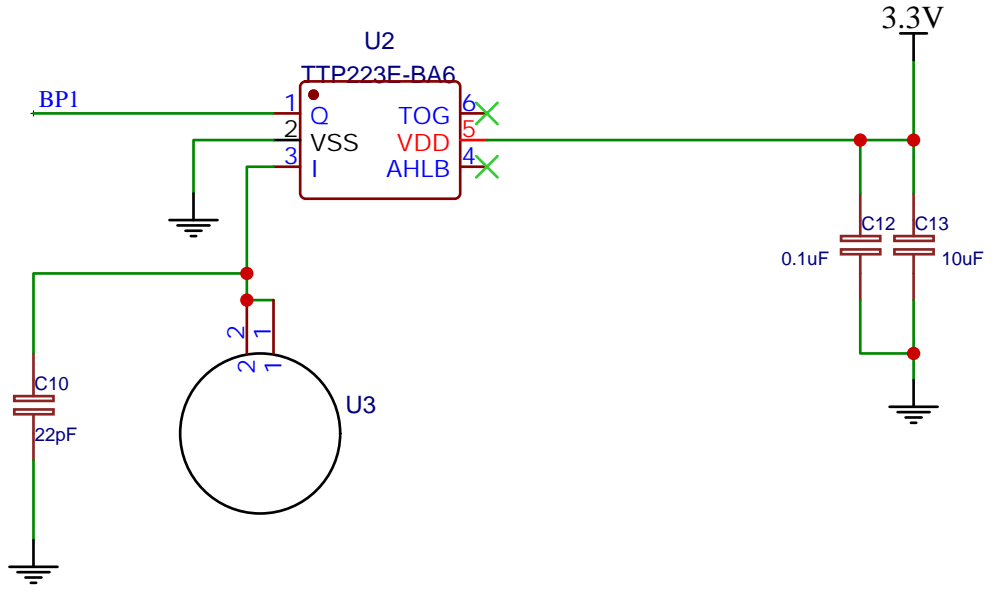 3.3V
U2
TTP223E-BA6
BP1
1
Q
TOG
6
2
VSS
VDD
5
3
I
AHLB
4
C12
C13
0.1uF
10uF
2
1
2
1
C10
U3
22pF